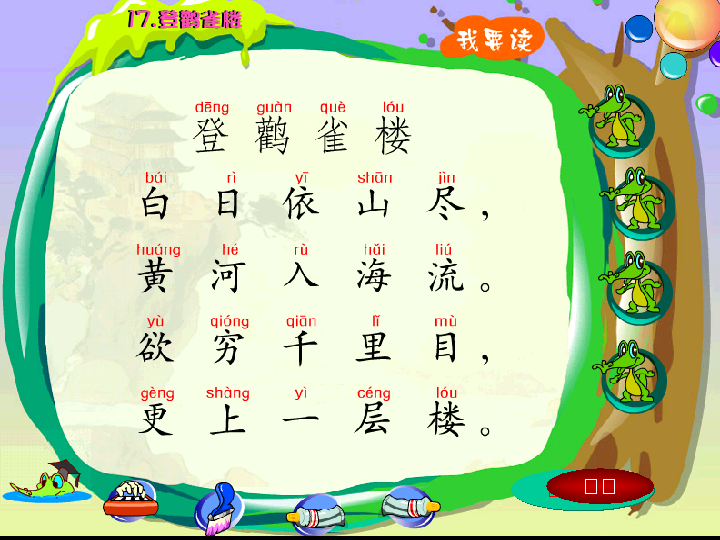 17.登鹳雀楼
我要读
dēng guàn què lóu
登 鹳 雀 楼
bái rì yī shān jìn
白 日 依 山 尽，
huáng hé rù hǎi liú
黄 河 入 海 流。
yù qióng qiān lǐ mù
欲 穷 千 里 目，
gèng shàng yì céng lóu
更 上 一 层 楼。